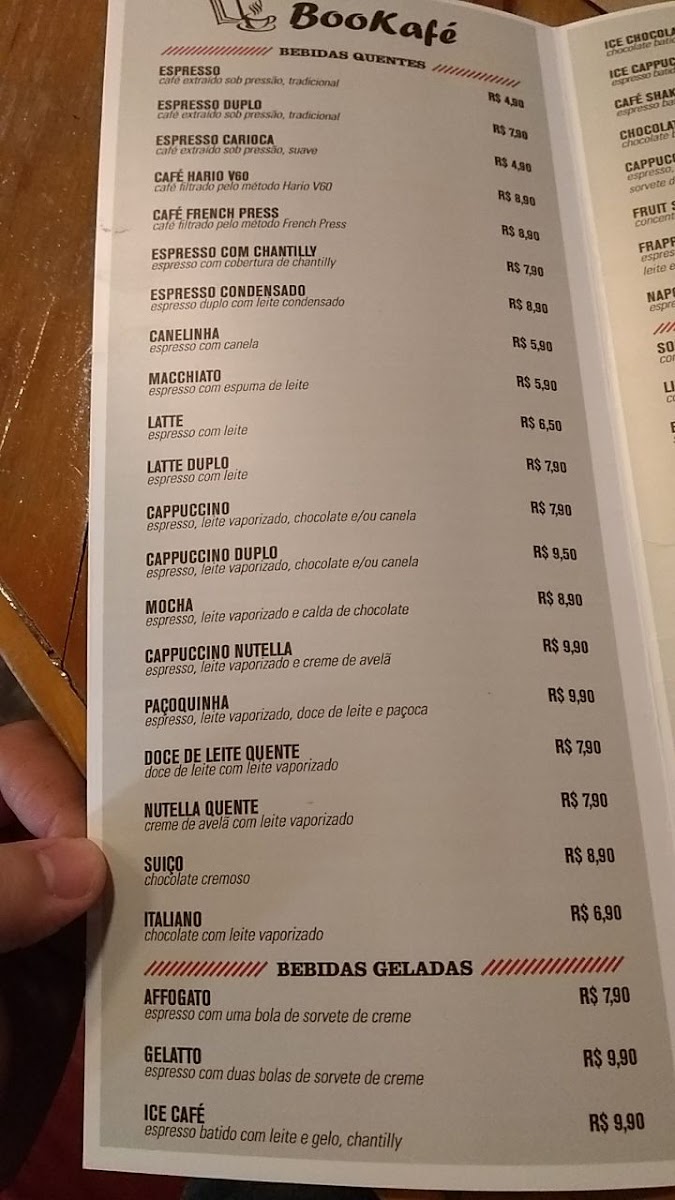 BooKafé
BEBIDAS QUENTES
ESPRESSO
café extraído sob pressão, tradicional
R$ 4,90
ESPRESSO DUPLO
café extraído sob pressão, tradicional
R$ 7,90
ESPRESSO CARIOCA
café extraído sob pressão, suave
R$ 4,90
CAFÉ HARIO V60
café filtrado pelo método Hario V60
R$ 8,90
CAFÉ FRENCH PRESS
café filtrado pelo método French Press
R$ 8,90
ESPRESSO COM CHANTILLY
espresso com cobertura de chantilly
R$ 7,90
ESPRESSO CONDENSADO
espresso duplo com leite condensado
R$ 8,90
CANELINHA
espresso com canela
R$ 5,90
MACCHIATO
espresso com espuma de leite
R$ 5,90
LATTE
espresso com leite
R$ 6,50
LATTE DUPLO
espresso com leite
R$ 7,90
CAPPUCCINO
espresso, leite vaporizado, chocolate e/ou canela
R$ 7,90
CAPPUCCINO DUPLO
espresso, leite vaporizado, chocolate e/ou canela
R$ 9,50
MOCHA
espresso, leite vaporizado e calda de chocolate
R$ 8,90
CAPPUCCINO NUTELLA
espresso, leite vaporizado e creme de avelã
R$ 9,90
PAÇOQUINHA
espresso, leite vaporizado, doce de leite e paçoca
R$ 9,90
DOCE DE LEITE QUENTE
doce de leite com leite vaporizado
R$ 7,90
NUTELLA QUENTE
creme de avelã com leite vaporizado
R$ 7,90
SUIÇO
chocolate cremoso
R$ 8,90
ITALIANO
chocolate com leite vaporizado
R$ 6,90
BEBIDAS GELADAS
AFFOGATO
espresso com uma bola de sorvete de creme
R$ 7,90
GELATTO
espresso com duas bolas de sorvete de creme
R$ 9,90
ICE CAFÉ
espresso batido com leite e gelo, chantilly
R$ 9,90
ICE
chocolate
ICE
espresso
CAFÉ
espresso
espresso,
sorvete
FRUIT
leite